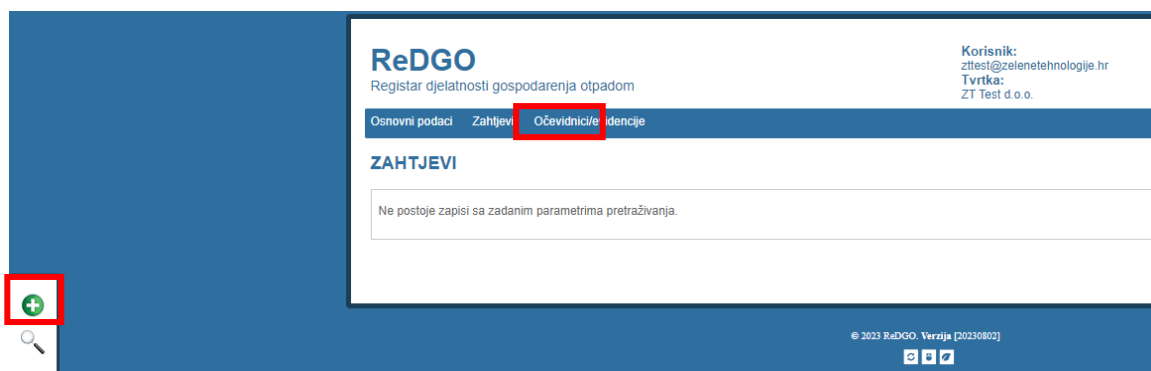 ReDGO
Registar djelatnosti gospodarenja otpadom
Korisnik:
zttest@zelenetehnologije.hr
Tvrtka:
ZT Test d.o.o.
Osnovni podaci Zahtjevi Očevidnici/evidencije
ZAHTJEVI
Ne postoje zapisi sa zadanim parametrima pretraživanja.
© 2023 ReDGO. Verzija [20230802]